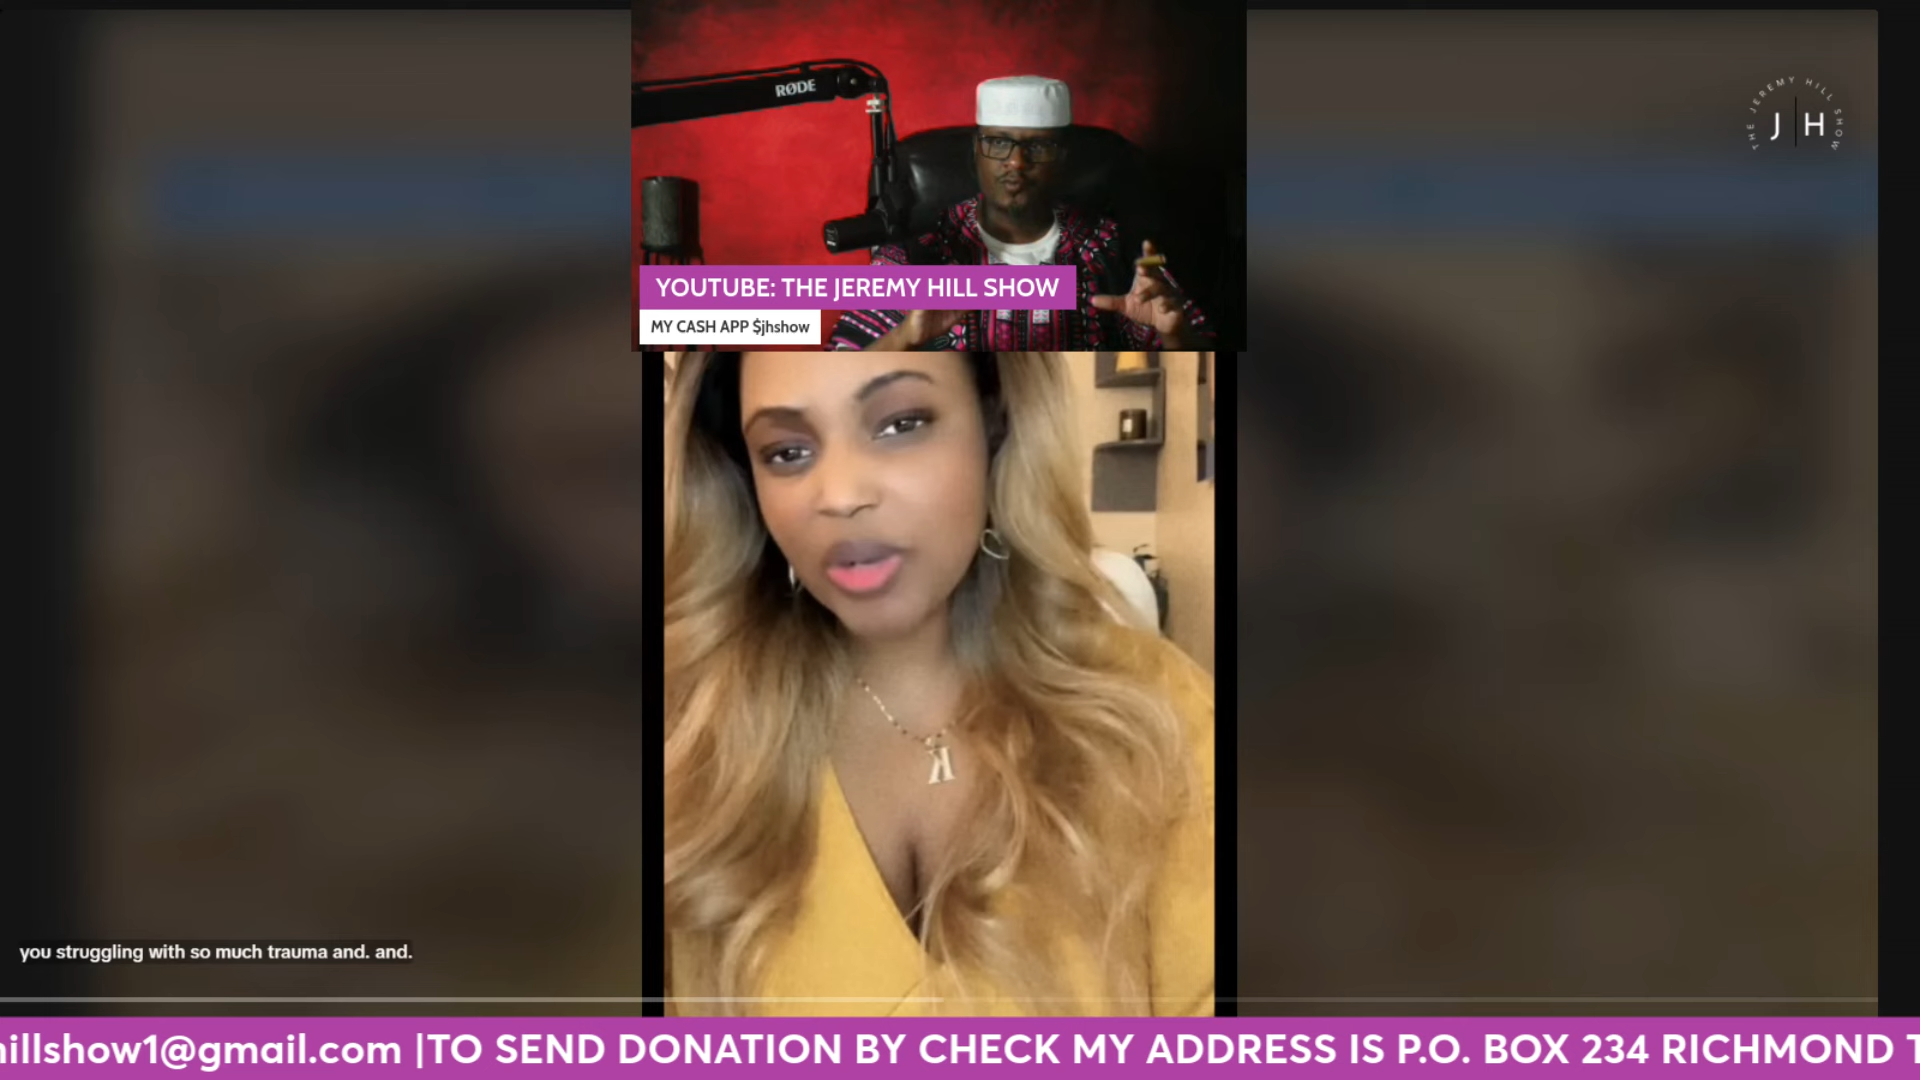 RØDE
THE JEREMY HILL SHOW
J | H
YOUTUBE: THE JEREMY HILL SHOW
MY CASH APP $jhshow
K
you struggling with so much trauma and. and.
hillshow1@gmail.com |TO SEND DONATION BY CHECK MY ADDRESS IS P.O. BOX 234 RICHMOND T